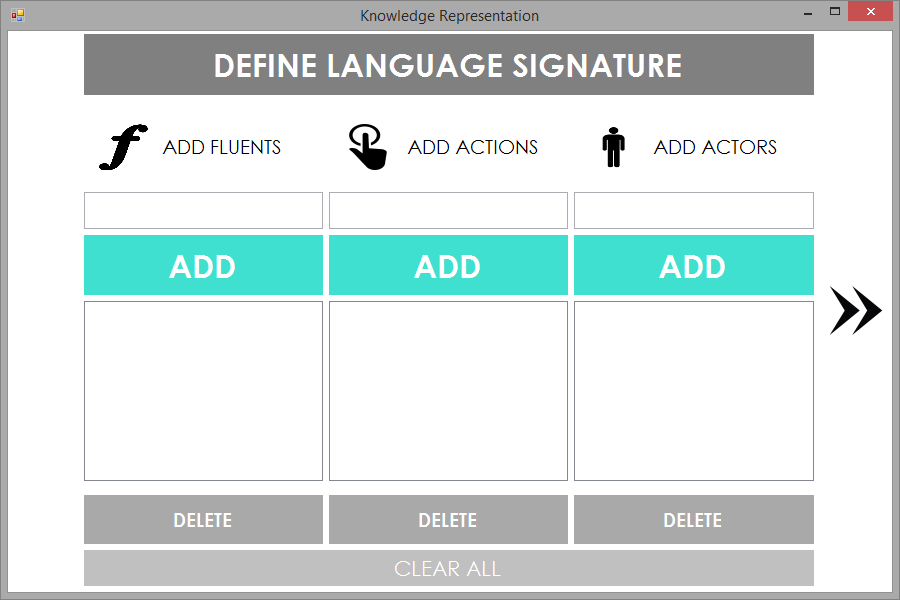 Knowledge Representation
DEFINE LANGUAGE SIGNATURE
ADD FLUENTS
ADD ACTIONS
ADD ACTORS
ADD
ADD
ADD
DELETE
DELETE
DELETE
CLEAR ALL